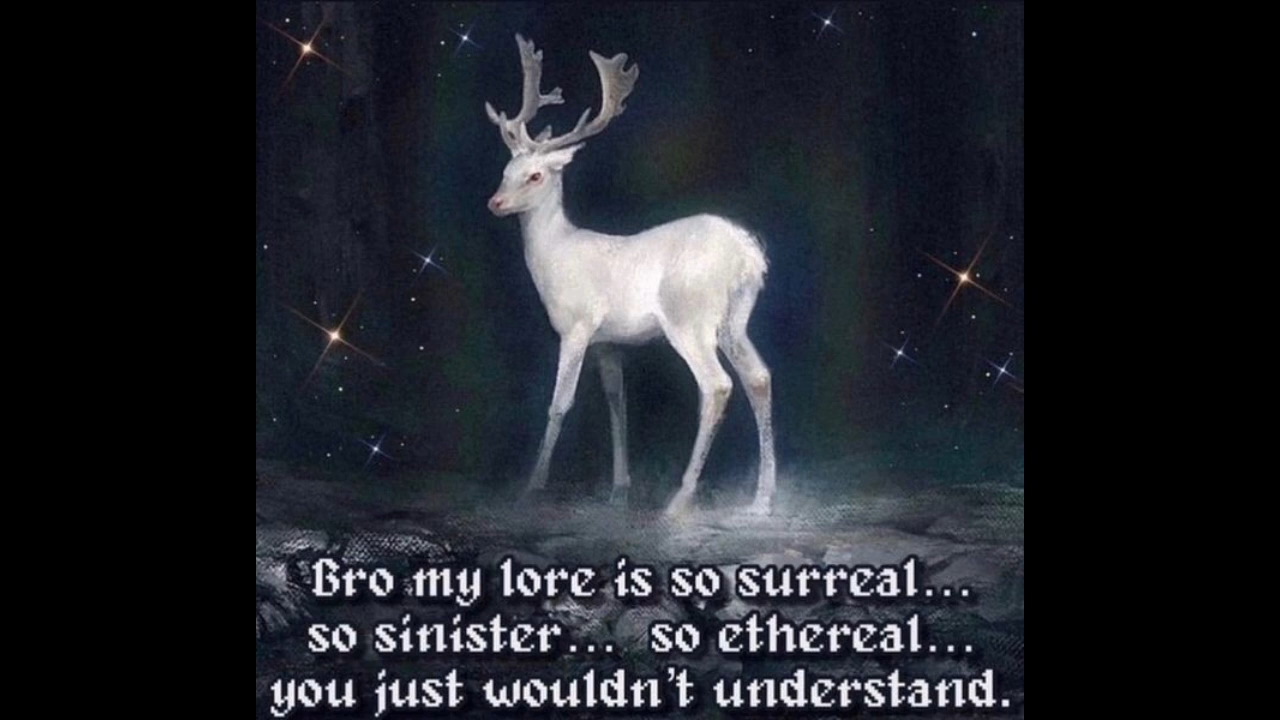 Bro my lore is so surreal...
so sinister... so ethereal...
you just wouldn't understand.